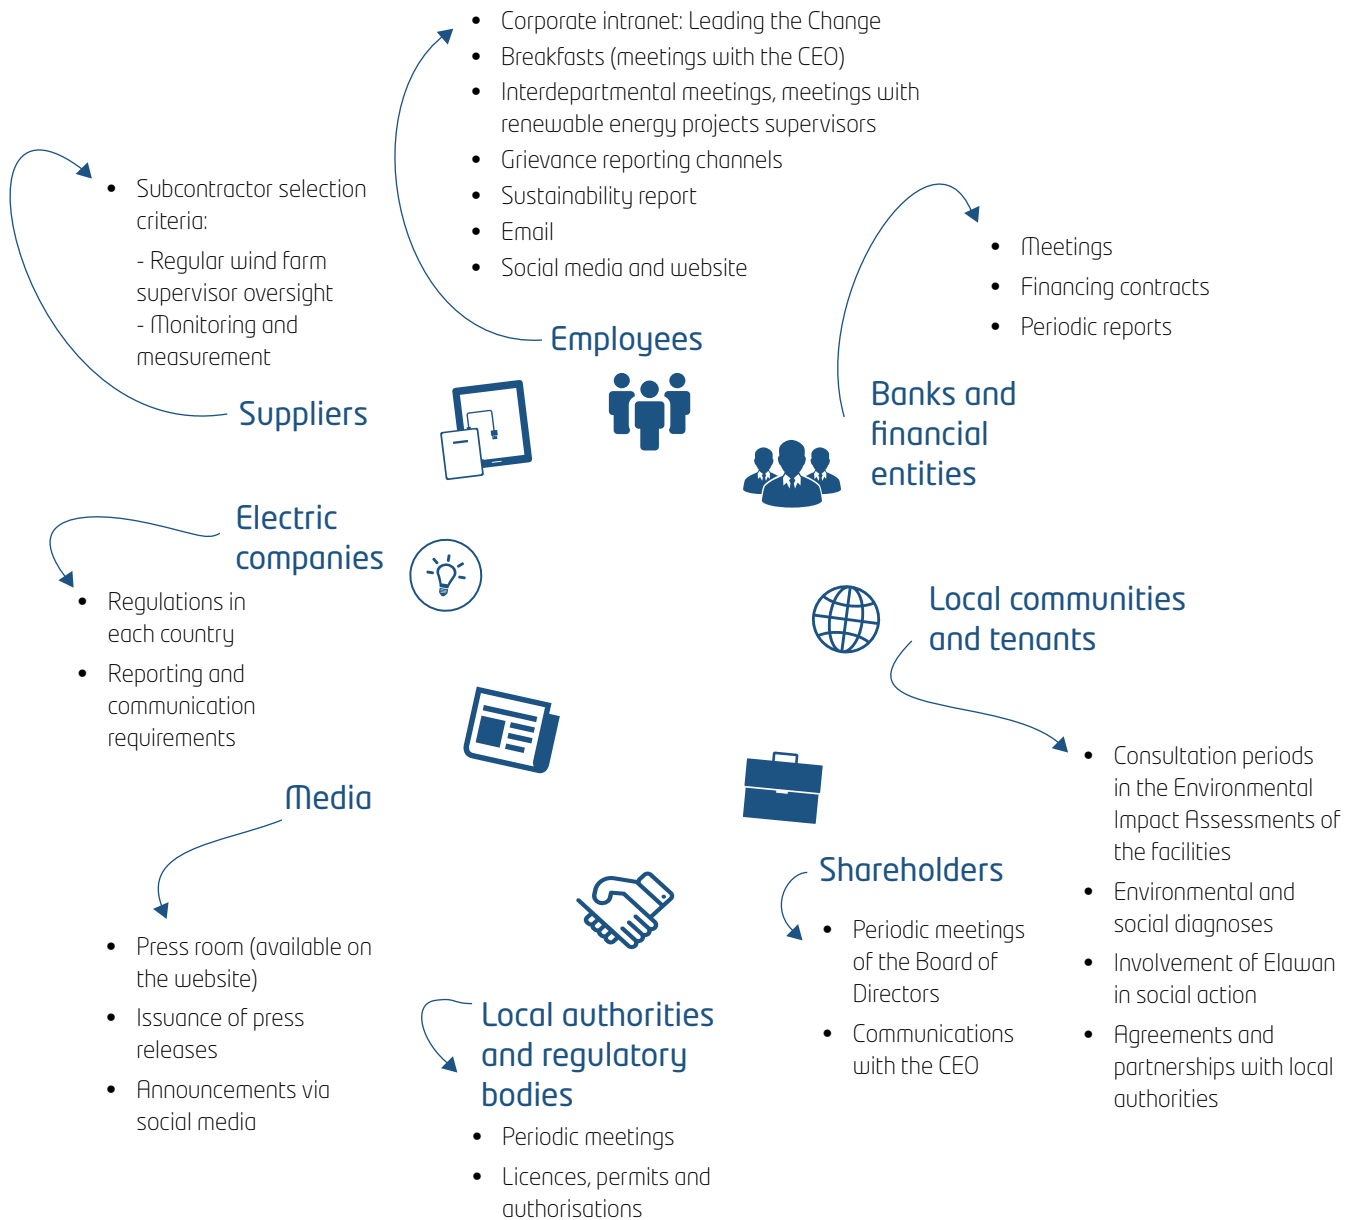 • Corporate intranet: Leading the Change
• Breakfasts (meetings with the CEO)
• Interdepartmental meetings, meetings with
renewable energy projects supervisors
• Grievance reporting channels
• Sustainability report
• Email
• Social media and website
Employees
• Subcontractor selection
criteria:
- Regular wind farm
supervisor oversight
- Monitoring and
measurement
Suppliers
• Meetings
• Financing contracts
• Periodic reports
Banks and
financial
entities
Electric
companies
• Regulations in
each country
• Reporting and
communication
requirements
Local communities
and tenants
• Consultation periods
in the Environmental
Impact Assessments of
the facilities
• Environmental and
social diagnoses
• Involvement of Elawan
in social action
• Agreements and
partnerships with local
authorities
Media
• Press room (available on
the website)
• Issuance of press
releases
• Announcements via
social media
Shareholders
• Periodic meetings
of the Board of
Directors
• Communications
with the CEO
Local authorities
and regulatory
bodies
• Periodic meetings
• Licences, permits and
authorisations